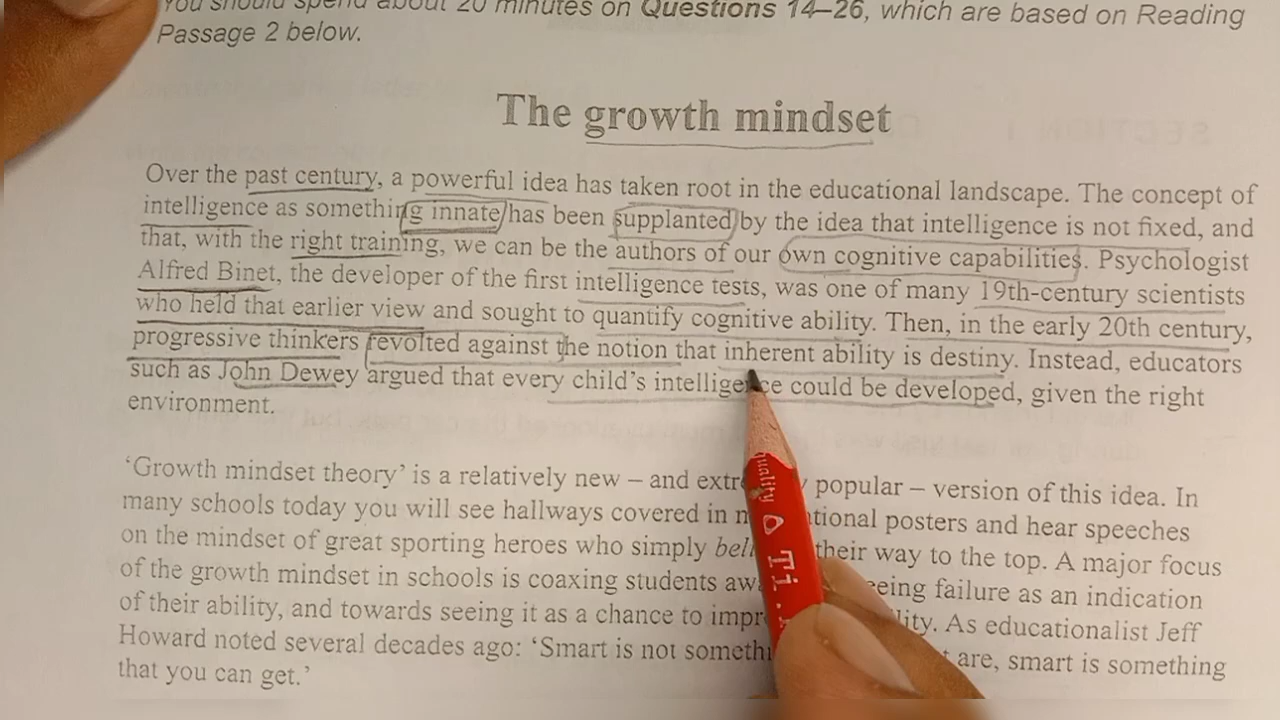 You should spend about 20 minutes on Questions 14–26, which are based on Reading
Passage 2 below.
The growth mindset
Over the past century, a powerful idea has taken root in the educational landscape. The concept of
intelligence as something innate has been supplanted by the idea that intelligence is not fixed, and
that, with the right training, we can be the authors of our own cognitive capabilities. Psychologist
Alfred Binet, the developer of the first intelligence tests, was one of many 19th-century scientists
who held that earlier view and sought to quantify cognitive ability. Then, in the early 20th century,
progressive thinkers revolted against the notion that inherent ability is destiny. Instead, educators
such as John Dewey argued that every child's intelligence could be developed, given the right
environment.
‘Growth mindset theory’ is a relatively new – and popular – version of this idea. In
many schools today you will see hallways covered in posters and hear speeches
on the mindset of great sporting heroes who simply their way to the top. A major focus
of the growth mindset in schools is coaxing students failure as an indication
of their ability, and towards seeing it as a chance to As educationalist Jeff
Howard noted several decades ago: ‘Smart is not are, smart is something
that you can get.’
quality
Ti